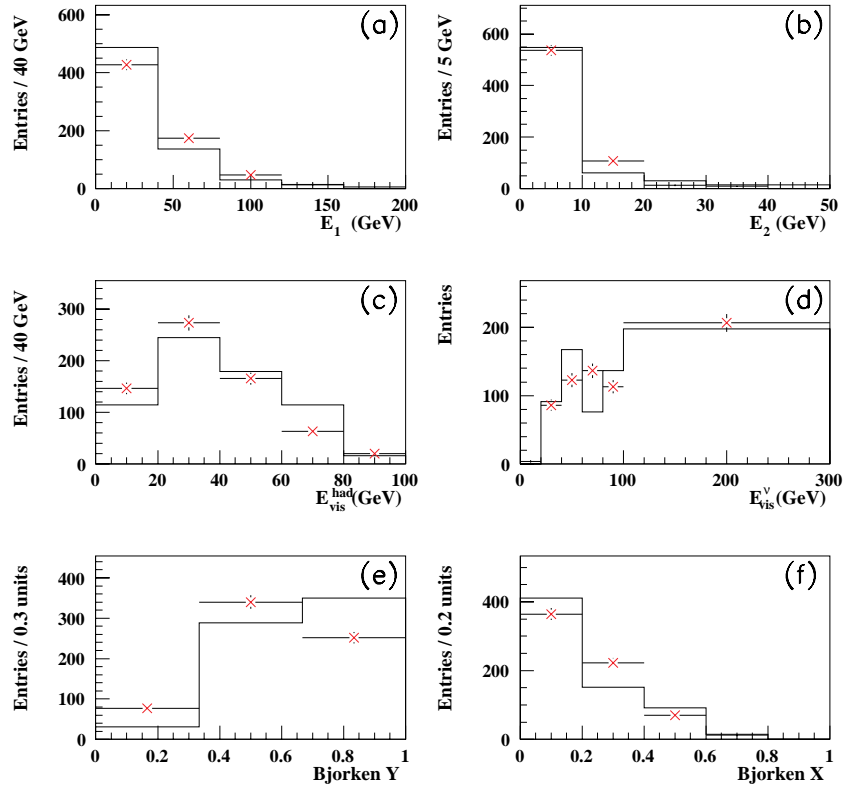 (a)
Entries / 40 GeV
600
400
200
0
0 50 100 150 200
E1 (GeV)
(b)
Entries / 5 GeV
600
400
200
0
0 10 20 30 40 50
E2 (GeV)
(c)
Entries / 40 GeV
300
200
100
0
0 20 40 60 80 100
E vis had (GeV)
(d)
Entries
200
100
0
0 100 200 300
E vis ν (GeV)
(e)
Entries / 0.3 units
400
300
200
100
0
0 0.2 0.4 0.6 0.8 1
Bjorken Y
(f)
Entries / 0.2 units
400
200
0
0 0.2 0.4 0.6 0.8 1
Bjorken X